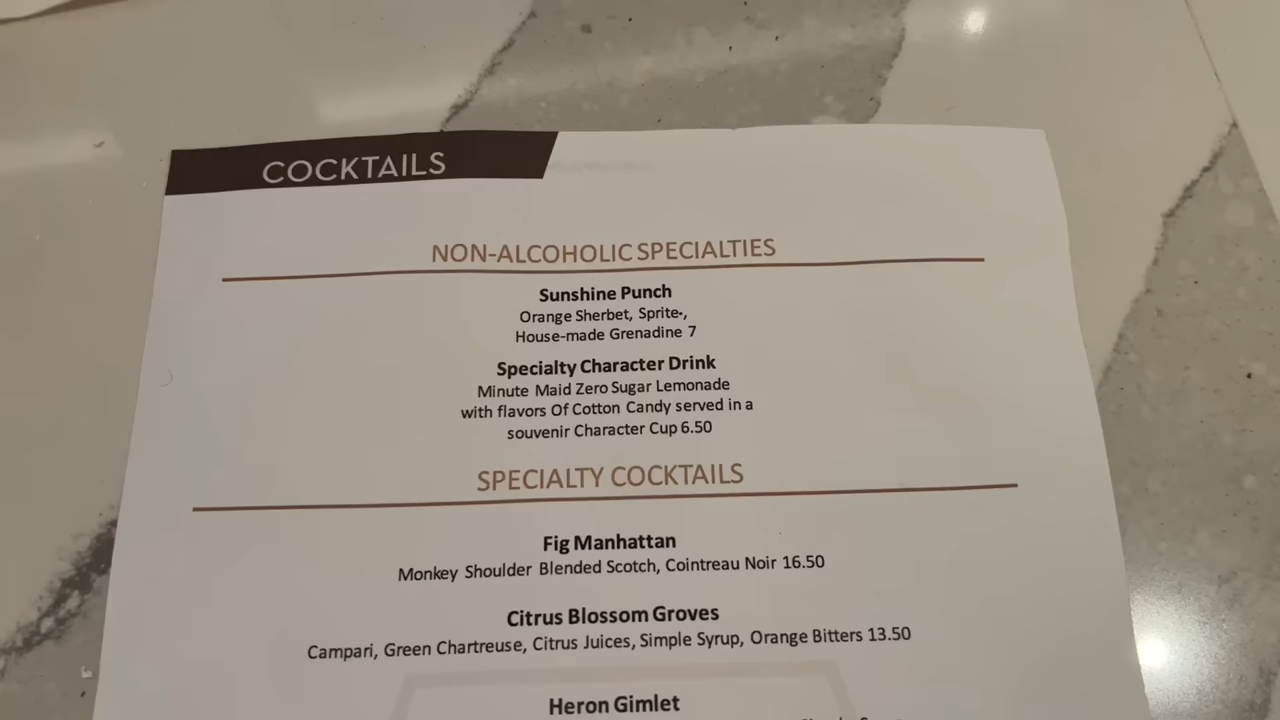 COCKTAILS
NON-ALCOHOLIC SPECIALTIES
Sunshine Punch
Orange Sherbet, Sprite·,
House-made Grenadine 7
Specialty Character Drink
Minute Maid Zero Sugar Lemonade
with flavors Of Cotton Candy served in a
souvenir Character Cup 6.50
SPECIALTY COCKTAILS
Fig Manhattan
Monkey Shoulder Blended Scotch, Cointreau Noir 16.50
Citrus Blossom Groves
Campari, Green Chartreuse, Citrus Juices, Simple Syrup, Orange Bitters 13.50
Heron Gimlet